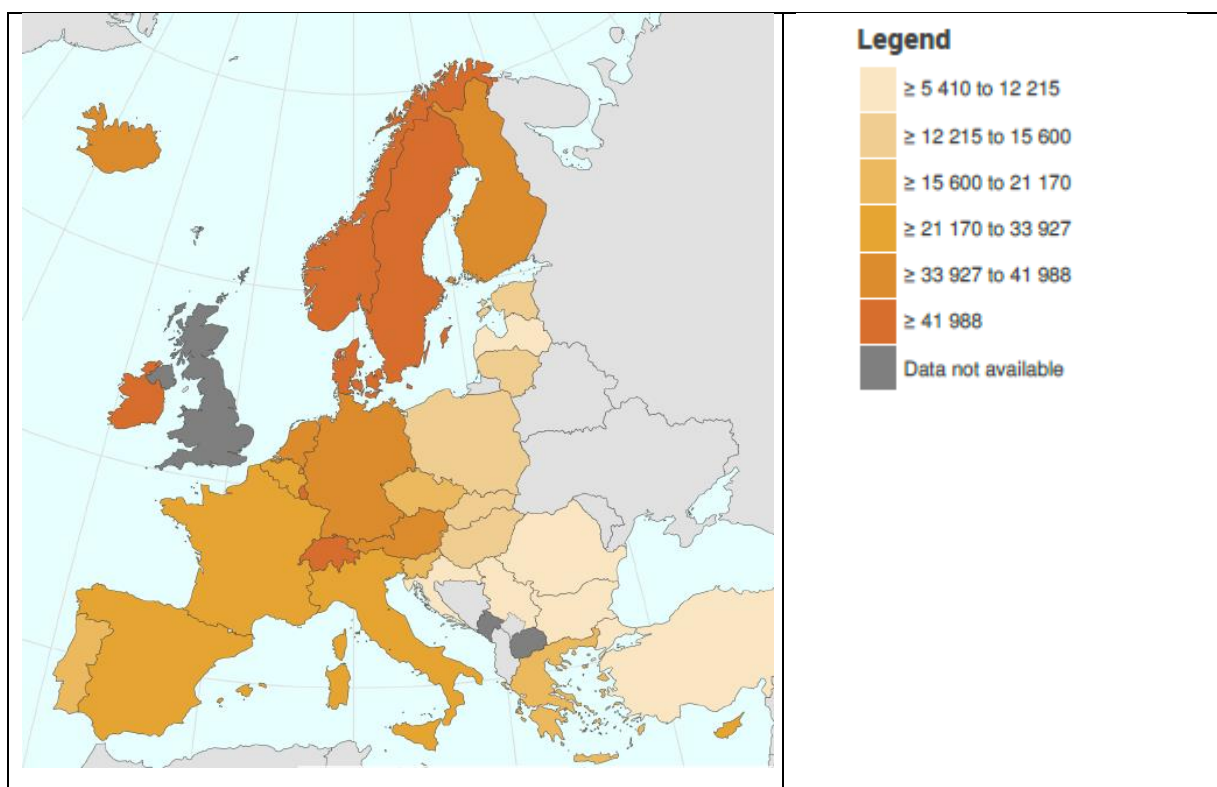 Legend
≥ 5 410 to 12 215
≥ 12 215 to 15 600
≥ 15 600 to 21 170
≥ 21 170 to 33 927
≥ 33 927 to 41 988
≥ 41 988
Data not available